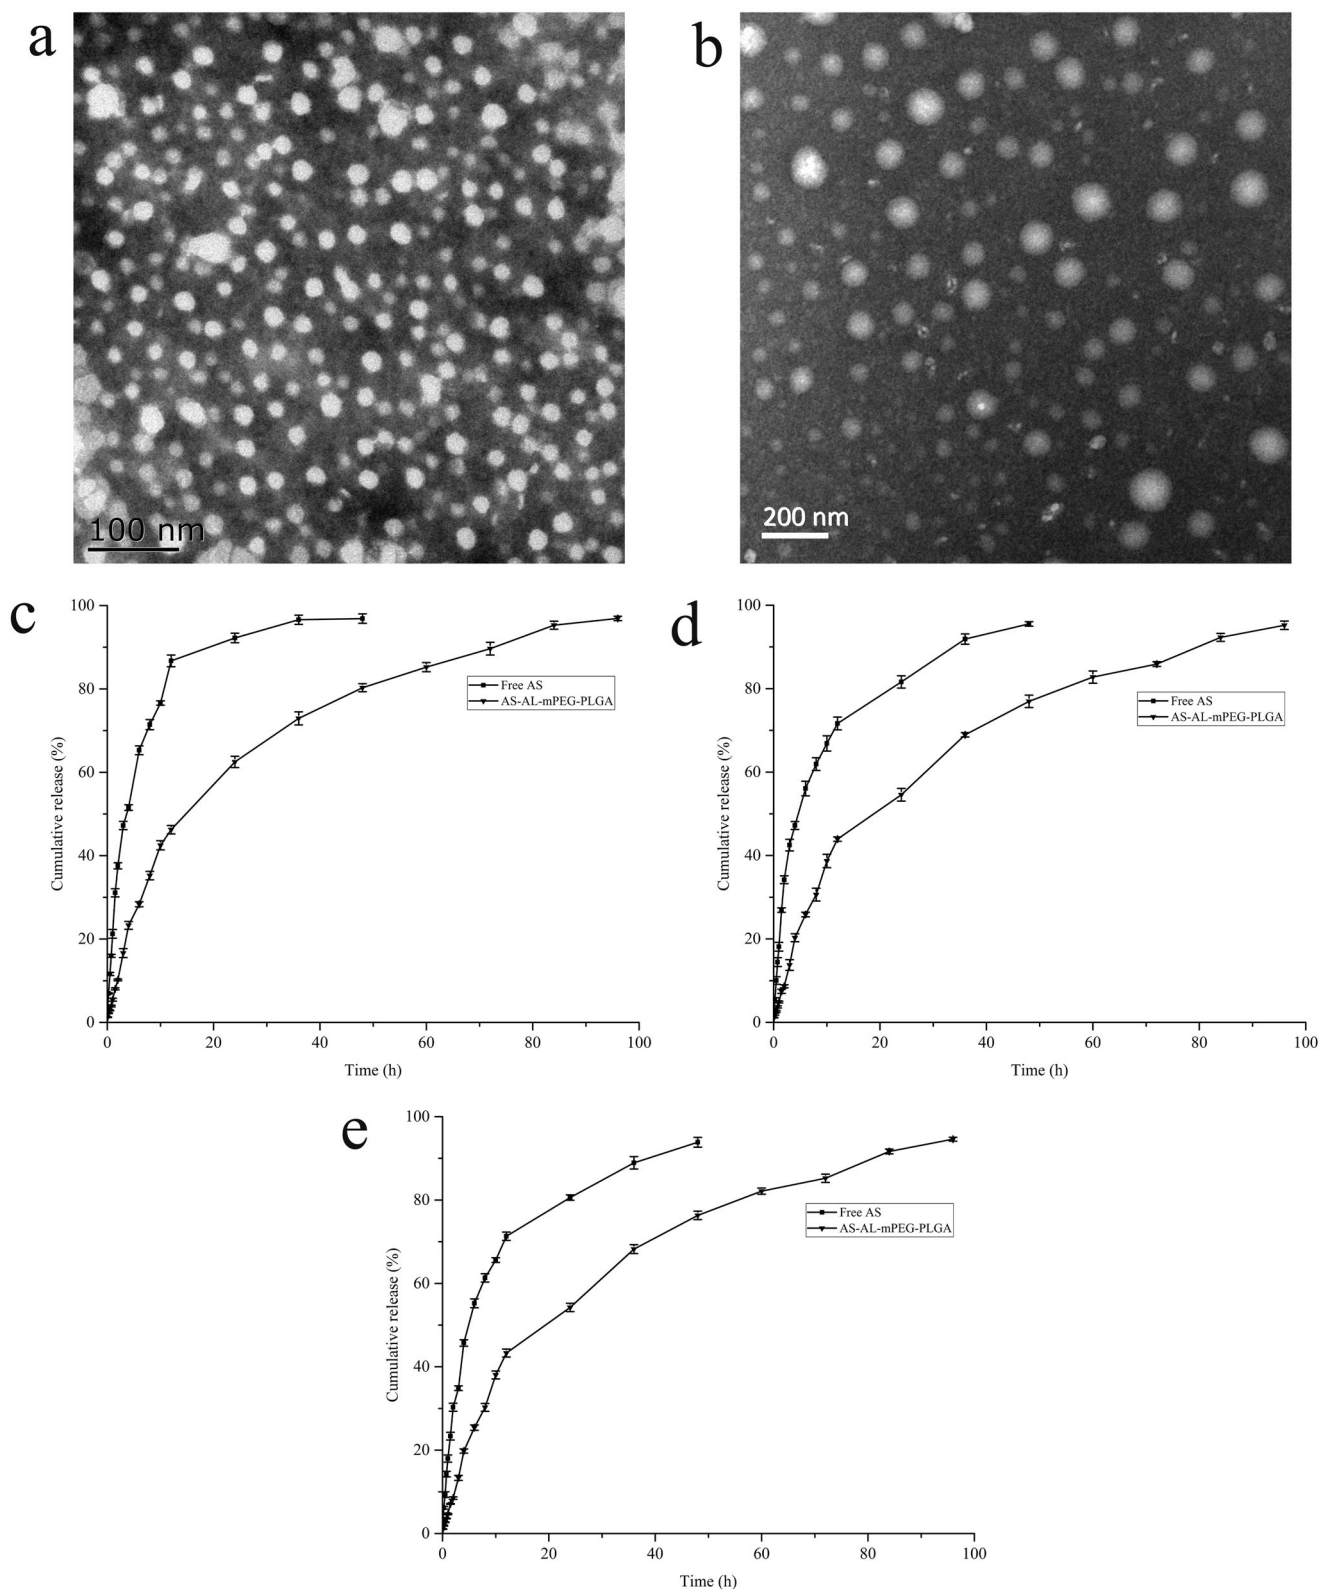 a
b
100 nm
200 nm
c
100
80
60
40
20
0
Cumulative release (%)
Free AS
AS-AL-mPEG-PLGA
0 20 40 60 80 100
Time (h)
d
100
80
60
40
20
0
Cumulative release (%)
Free AS
AS-AL-mPEG-PLGA
0 20 40 60 80 100
Time (h)
e
100
80
60
40
20
0
Cumulative release (%)
Free AS
AS-AL-mPEG-PLGA
0 20 40 60 80 100
Time (h)